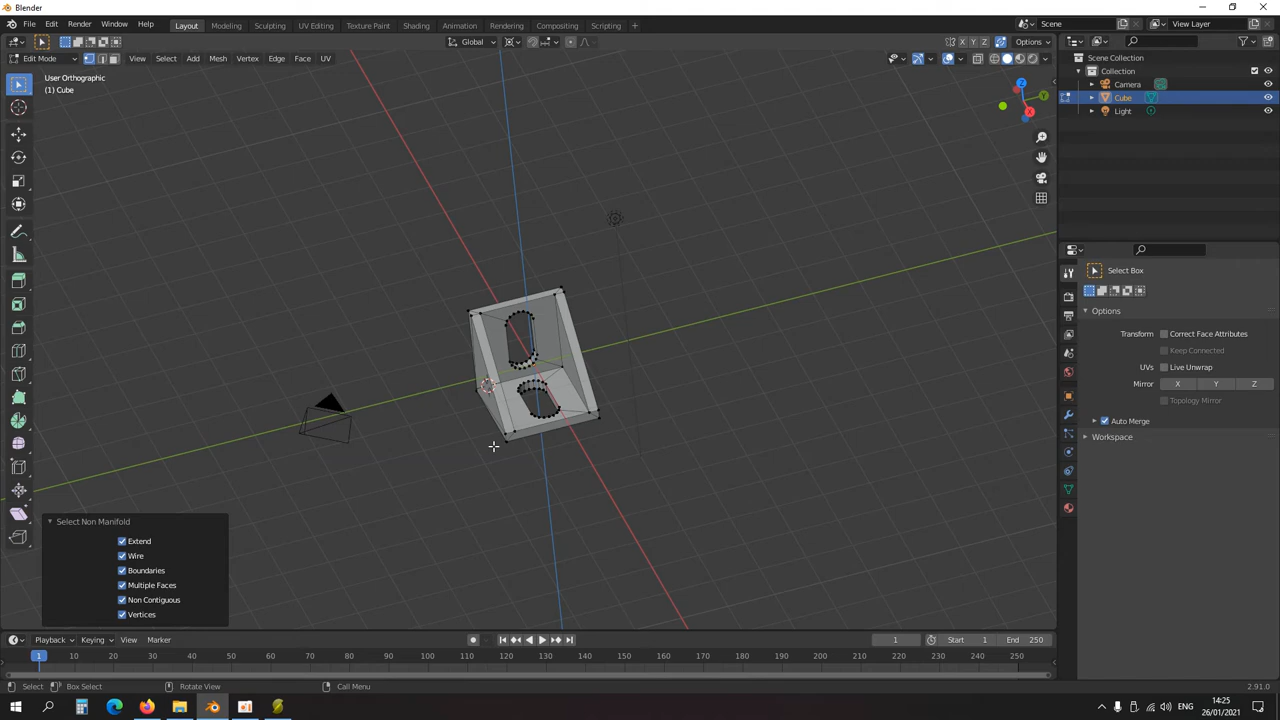 Blender
File Edit Render Window Help
Layout Modeling Sculpting UV Editing Texture Paint Shading Animation Rendering Compositing Scripting +
Scene
View Layer
Global
X Y Z
Options
Edit Mode
View Select Add Mesh Vertex Edge Face UV
User Orthographic
(1) Cube
Z
Y
X
Scene Collection
Collection
Camera
Cube
Light
Select Box
Options
Transform Correct Face Attributes
Keep Connected
UVs Live Unwrap
Mirror X Y Z
Topology Mirror
Auto Merge
Workspace
Select Non Manifold
Extend
Wire
Boundaries
Multiple Faces
Non Contiguous
Vertices
Playback Keying View Marker
1
Start 1
End 250
1 10 20 30 40 50 60 70 80 90 100 110 120 130 140 150 160 170 180 190 200 210 220 230 240 250
Select
Box Select
Rotate View
Call Menu
2.91.0
ENG
14:25
26/01/2021